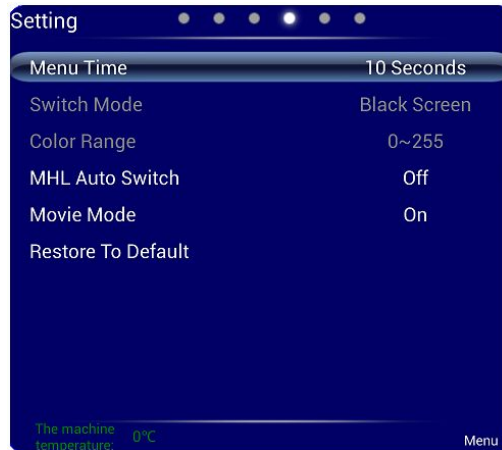 Setting
Menu Time 10 Seconds
Switch Mode Black Screen
Color Range 0~255
MHL Auto Switch Off
Movie Mode On
Restore To Default
The machine
temperature: 0°C
Menu